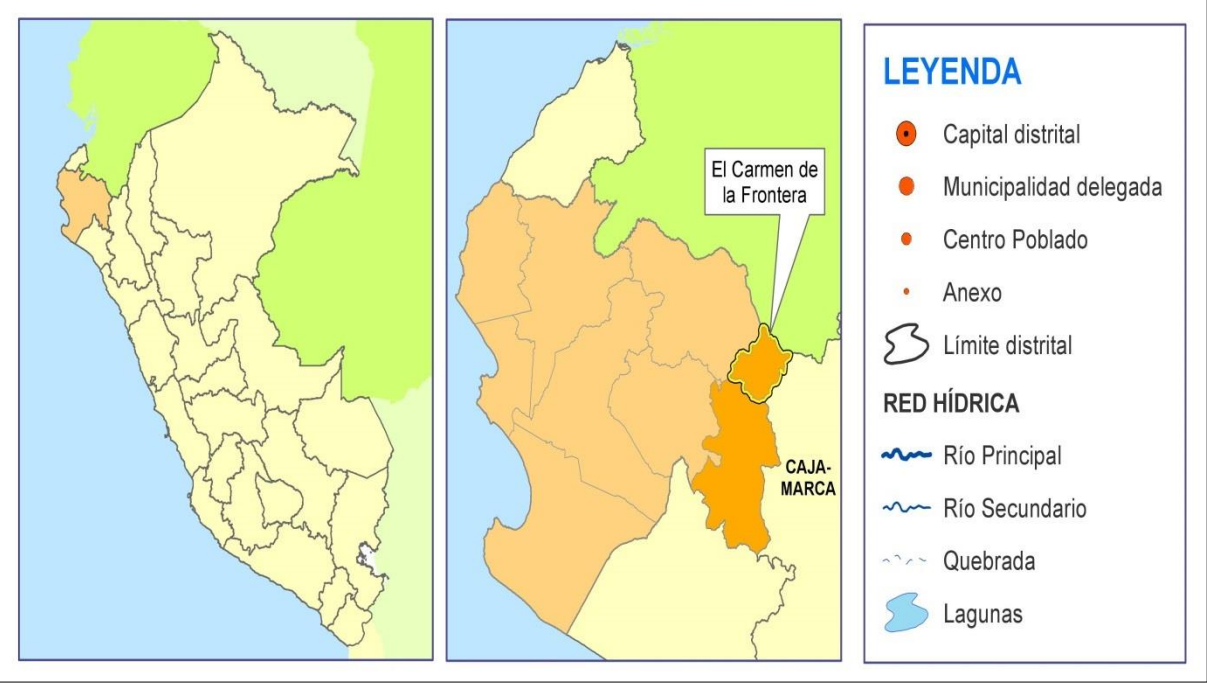 El Carmen de
la Frontera
CAJA-
MARCA
LEYENDA
Capital distrital
Municipalidad delegada
Centro Poblado
Anexo
Límite distrital
RED HÍDRICA
Río Principal
Río Secundario
Quebrada
Lagunas